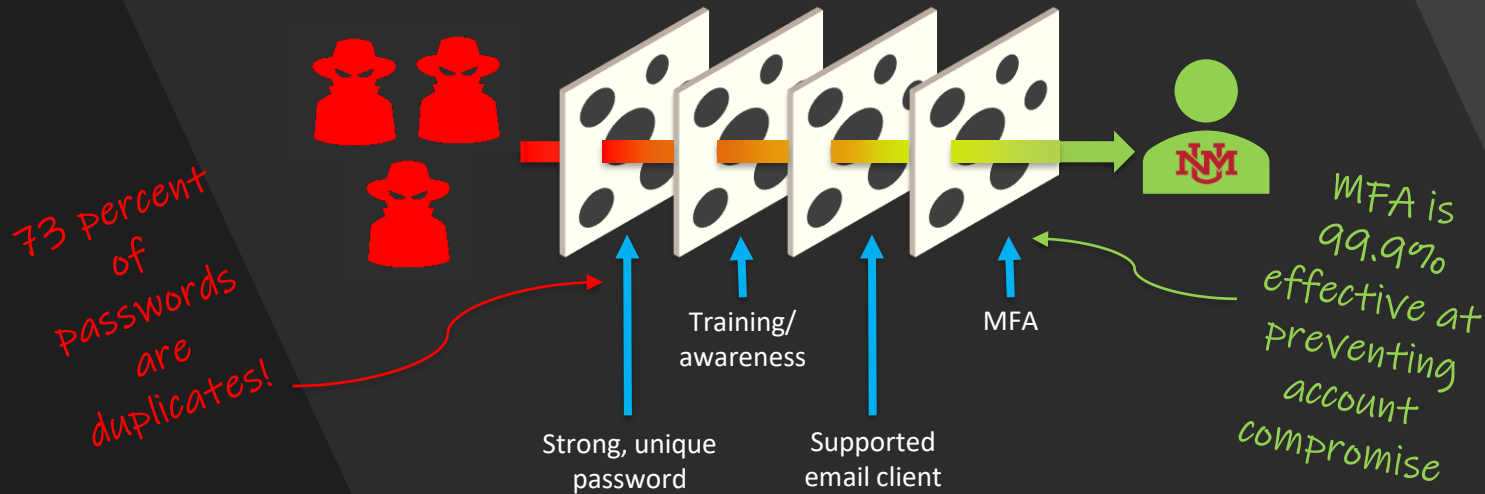 73 percent
of
passwords
are
duplicates!
Strong, unique
password
Training/
awareness
Supported
email client
MFA
UNM
MFA is
99.9%
effective at
preventing
account
compromise